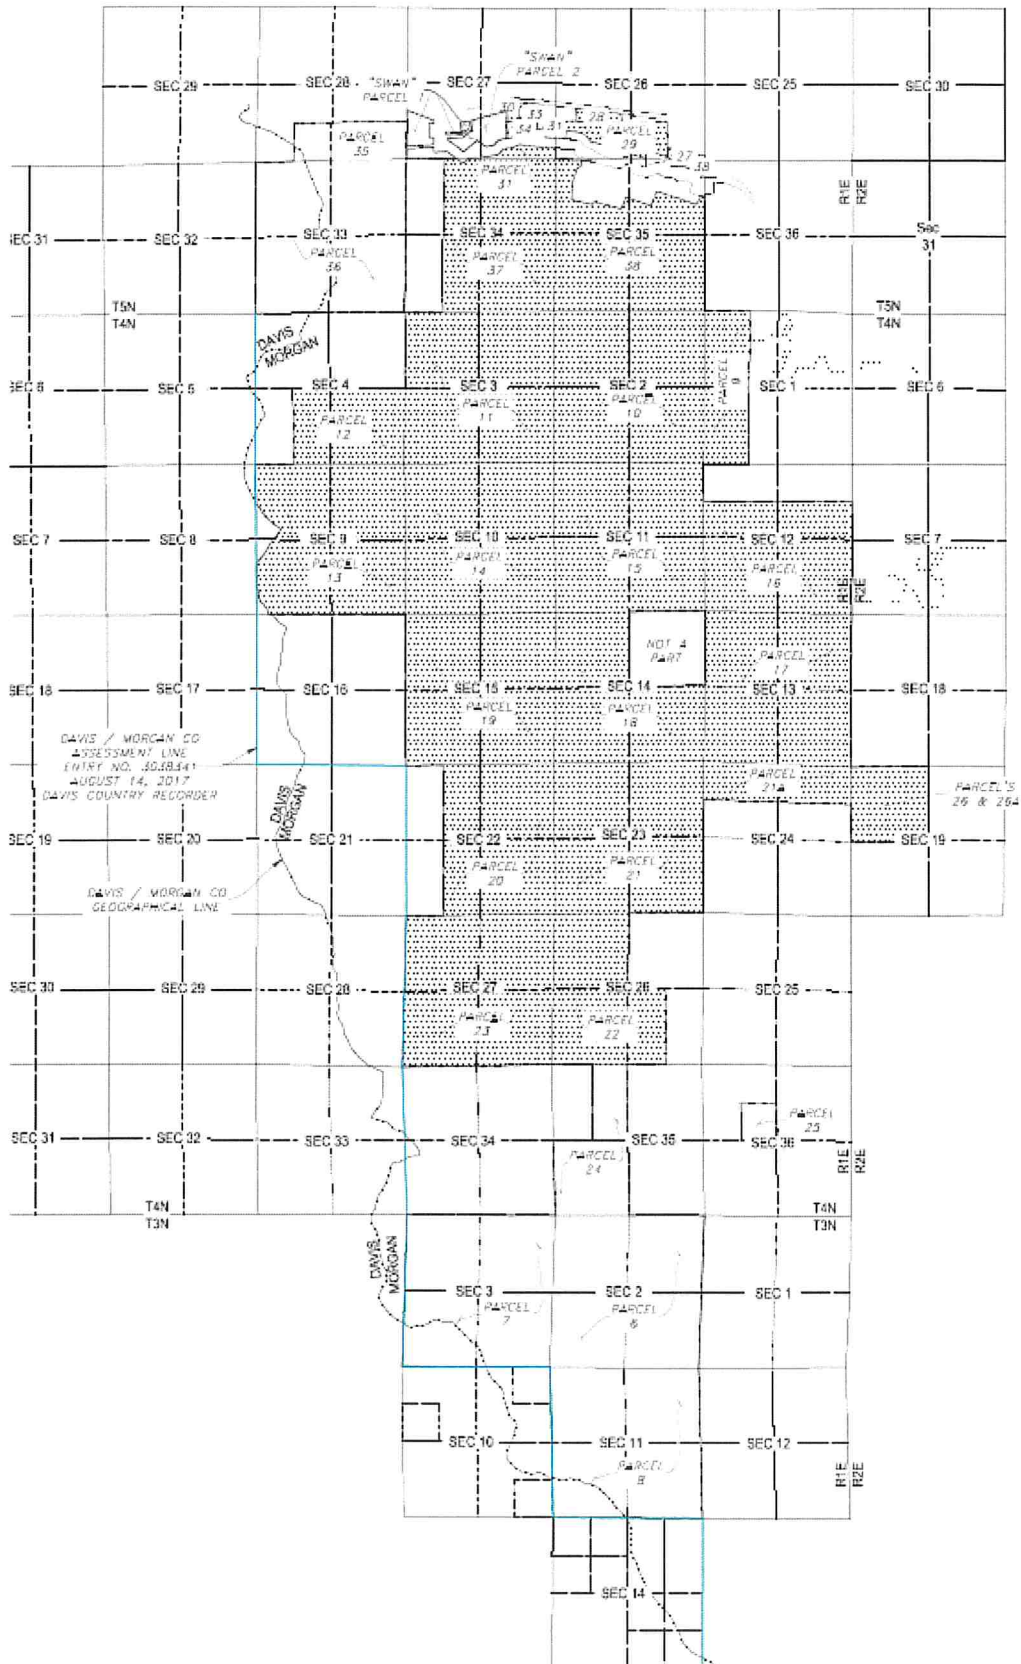 "SWAN"
PARCEL 2
SEC 29
SEC 28
"SWAN"
PARCEL
SEC 27
SEC 26
SEC 25
SEC 30
30
33
34
31
28
PARCEL
29
27
38
PARCEL
35
PARCEL
31
R1E
R2E
SEC 31
SEC 32
SEC 33
PARCEL
36
SEC 34
PARCEL
37
SEC 35
PARCEL
38
SEC 36
Sec
31
T5N
T4N
T5N
T4N
DAVIS
MORGAN
SEC 6
SEC 5
SEC 4
PARCEL
12
SEC 3
PARCEL
11
SEC 2
PARCEL
10
PARCEL
9
SEC 1
SEC 6
SEC 7
SEC 8
SEC 9
PARCEL
13
SEC 10
PARCEL
14
SEC 11
PARCEL
15
SEC 12
PARCEL
16
SEC 7
R1E
R2E
NOT A
PART
PARCEL
17
SEC 18
SEC 17
SEC 16
SEC 15
PARCEL
19
SEC 14
PARCEL
18
SEC 13
SEC 18
DAVIS / MORGAN CO
ASSESSMENT LINE
ENTRY NO. 3038341
AUGUST 14, 2017
DAVIS COUNTRY RECORDER
PARCEL
21A
PARCEL'S
26 & 26A
DAVIS
MORGAN
SEC 19
SEC 20
SEC 21
SEC 22
PARCEL
20
SEC 23
PARCEL
21
SEC 24
SEC 19
DAVIS / MORGAN CO
GEOGRAPHICAL LINE
SEC 30
SEC 29
SEC 28
SEC 27
PARCEL
23
SEC 26
PARCEL
22
SEC 25
SEC 31
SEC 32
SEC 33
SEC 34
PARCEL
24
SEC 35
PARCEL
25
SEC 36
R1E
R2E
T4N
T3N
T4N
T3N
DAVIS
MORGAN
SEC 3
PARCEL
7
SEC 2
PARCEL
6
SEC 1
SEC 10
SEC 11
PARCEL
8
SEC 12
R1E
R2E
SEC 14